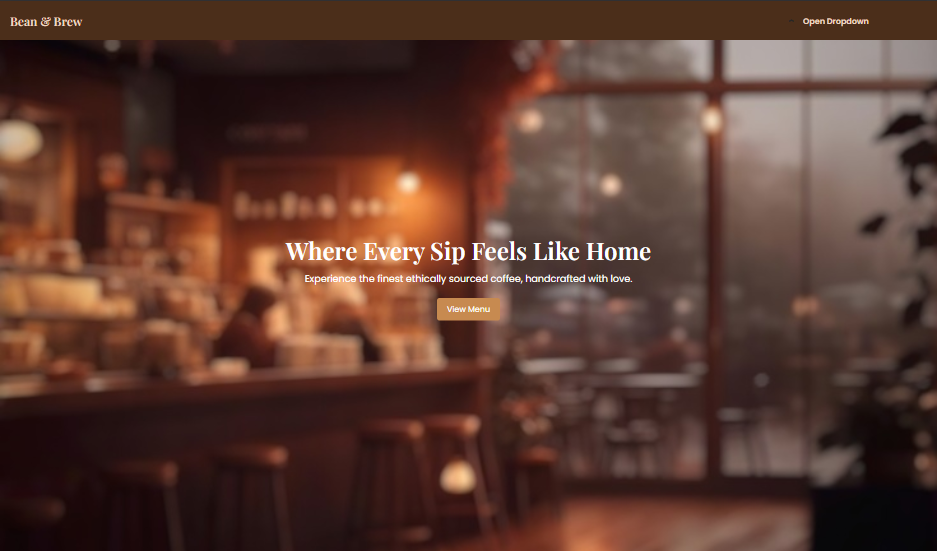 Bean & Brew
Open Dropdown
Where Every Sip Feels Like Home
Experience the finest ethically sourced coffee, handcrafted with love.
View Menu